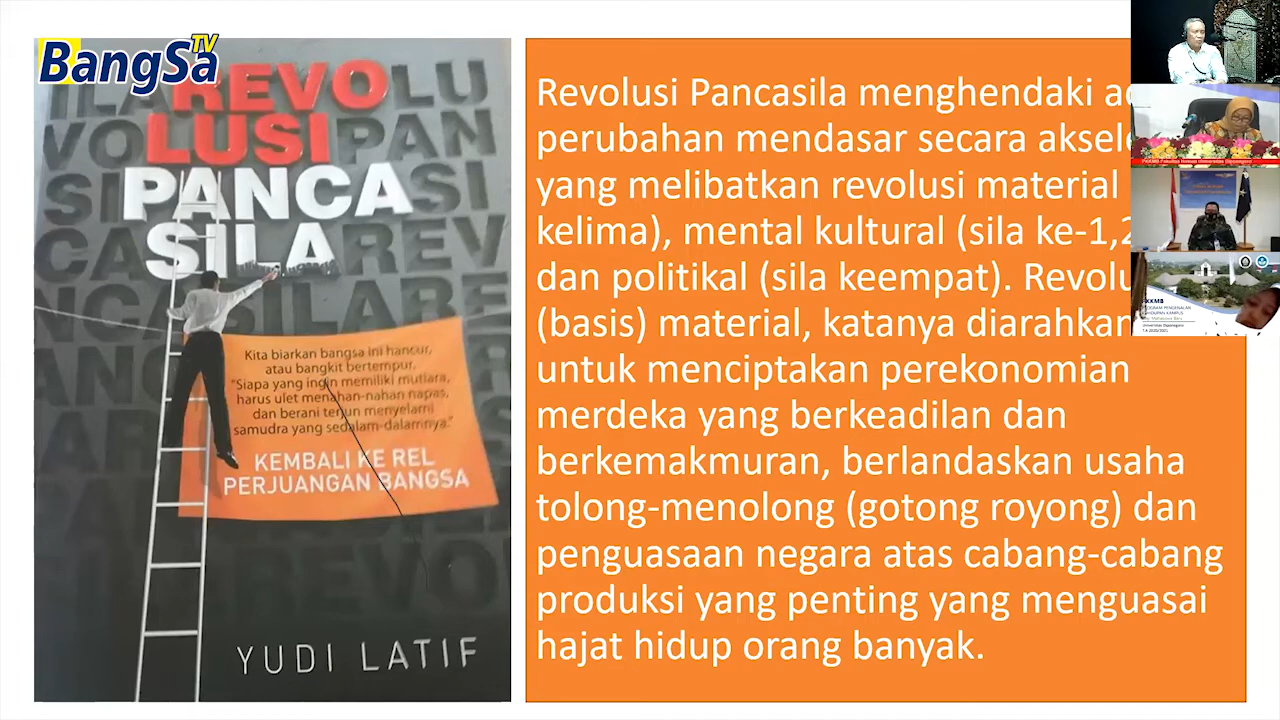 BangSa TV
REVO
LUSI
PANCA
SILA
Kita biarkan bangsa ini hancur,
atau bangkit bertempur.
"Siapa yang ingin memiliki mutiara,
harus ulet menahan-nahan napas,
dan berani terjun menyelami
samudra yang sedalam-dalamnya."
KEMBALI KE REL
PERJUANGAN BANGSA
YUDI LATIF
Revolusi Pancasila menghendaki
perubahan mendasar secara
yang melibatkan revolusi material
kelima), mental kultural (sila ke-1,2
dan politikal (sila keempat).
(basis) material, katanya diarahkan
untuk menciptakan perekonomian
merdeka yang berkeadilan dan
berkemakmuran, berlandaskan usaha
tolong-menolong (gotong royong) dan
penguasaan negara atas cabang-cabang
produksi yang penting yang menguasai
hajat hidup orang banyak.
Universitas Diponegoro